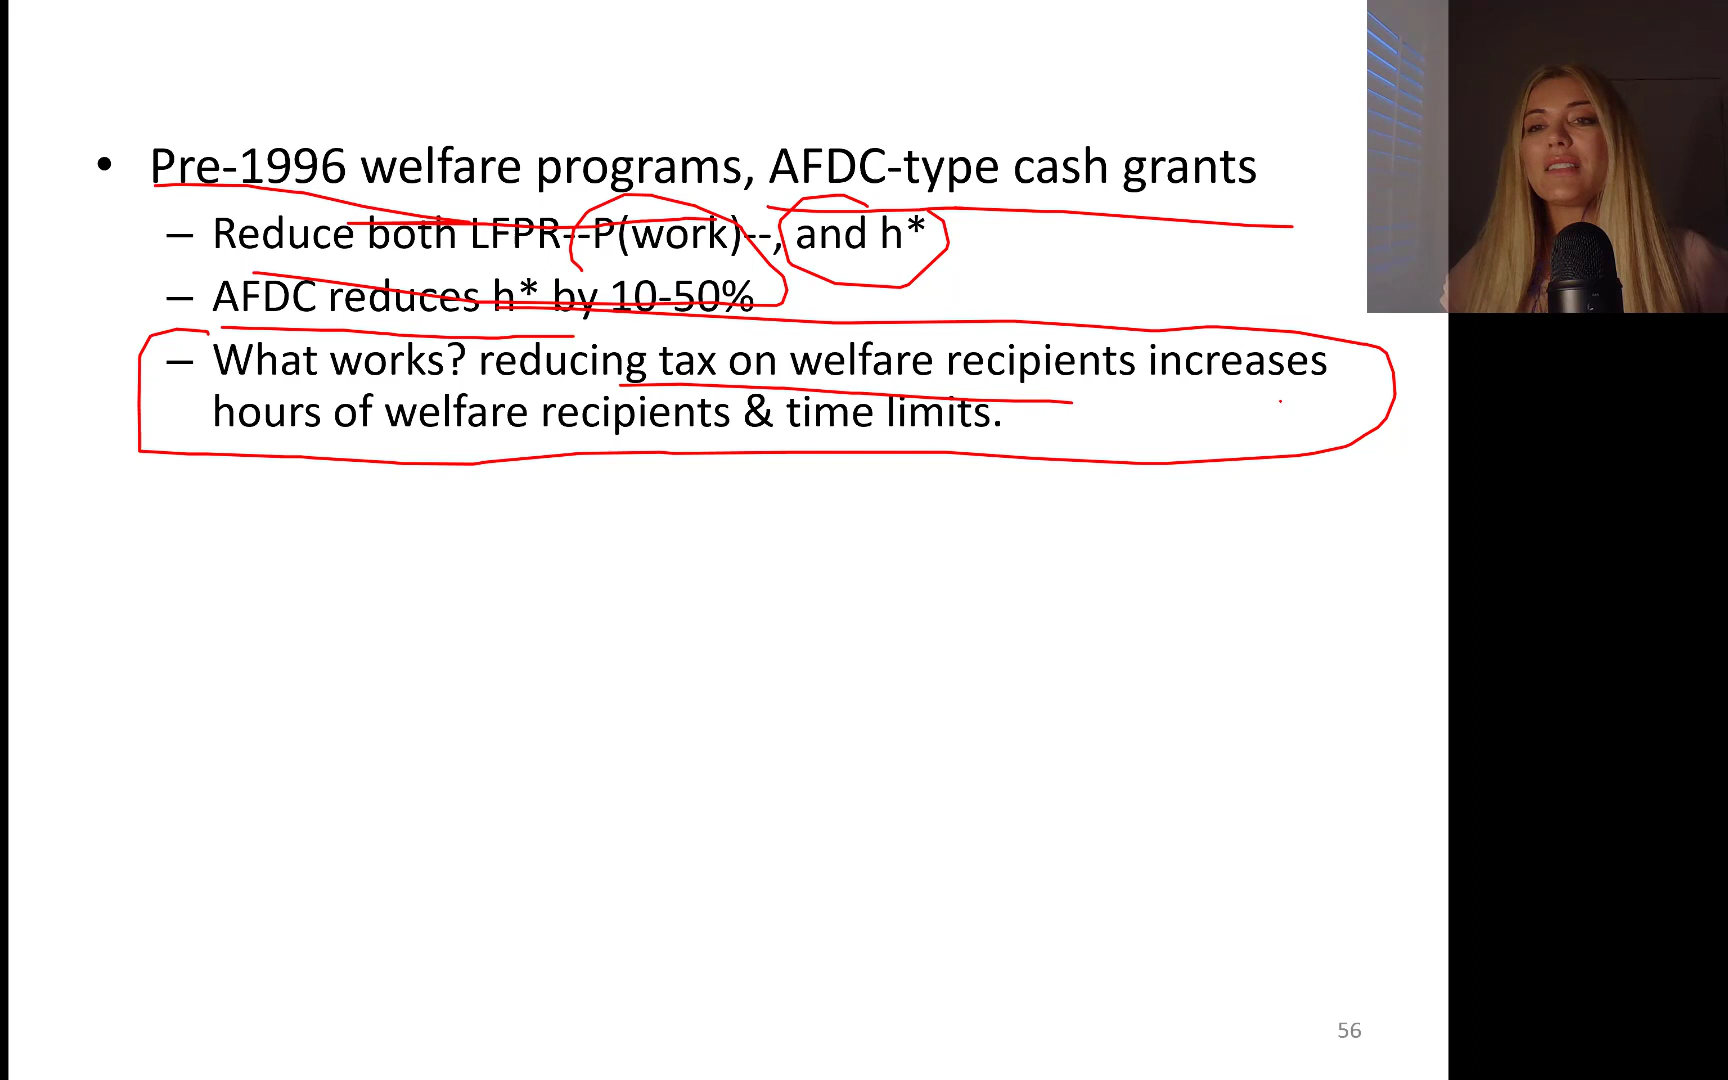 • Pre-1996 welfare programs, AFDC-type cash grants
– Reduce both LFPR--P(work)--, and h*
– AFDC reduces h* by 10-50%
– What works? reducing tax on welfare recipients increases
hours of welfare recipients & time limits.
56